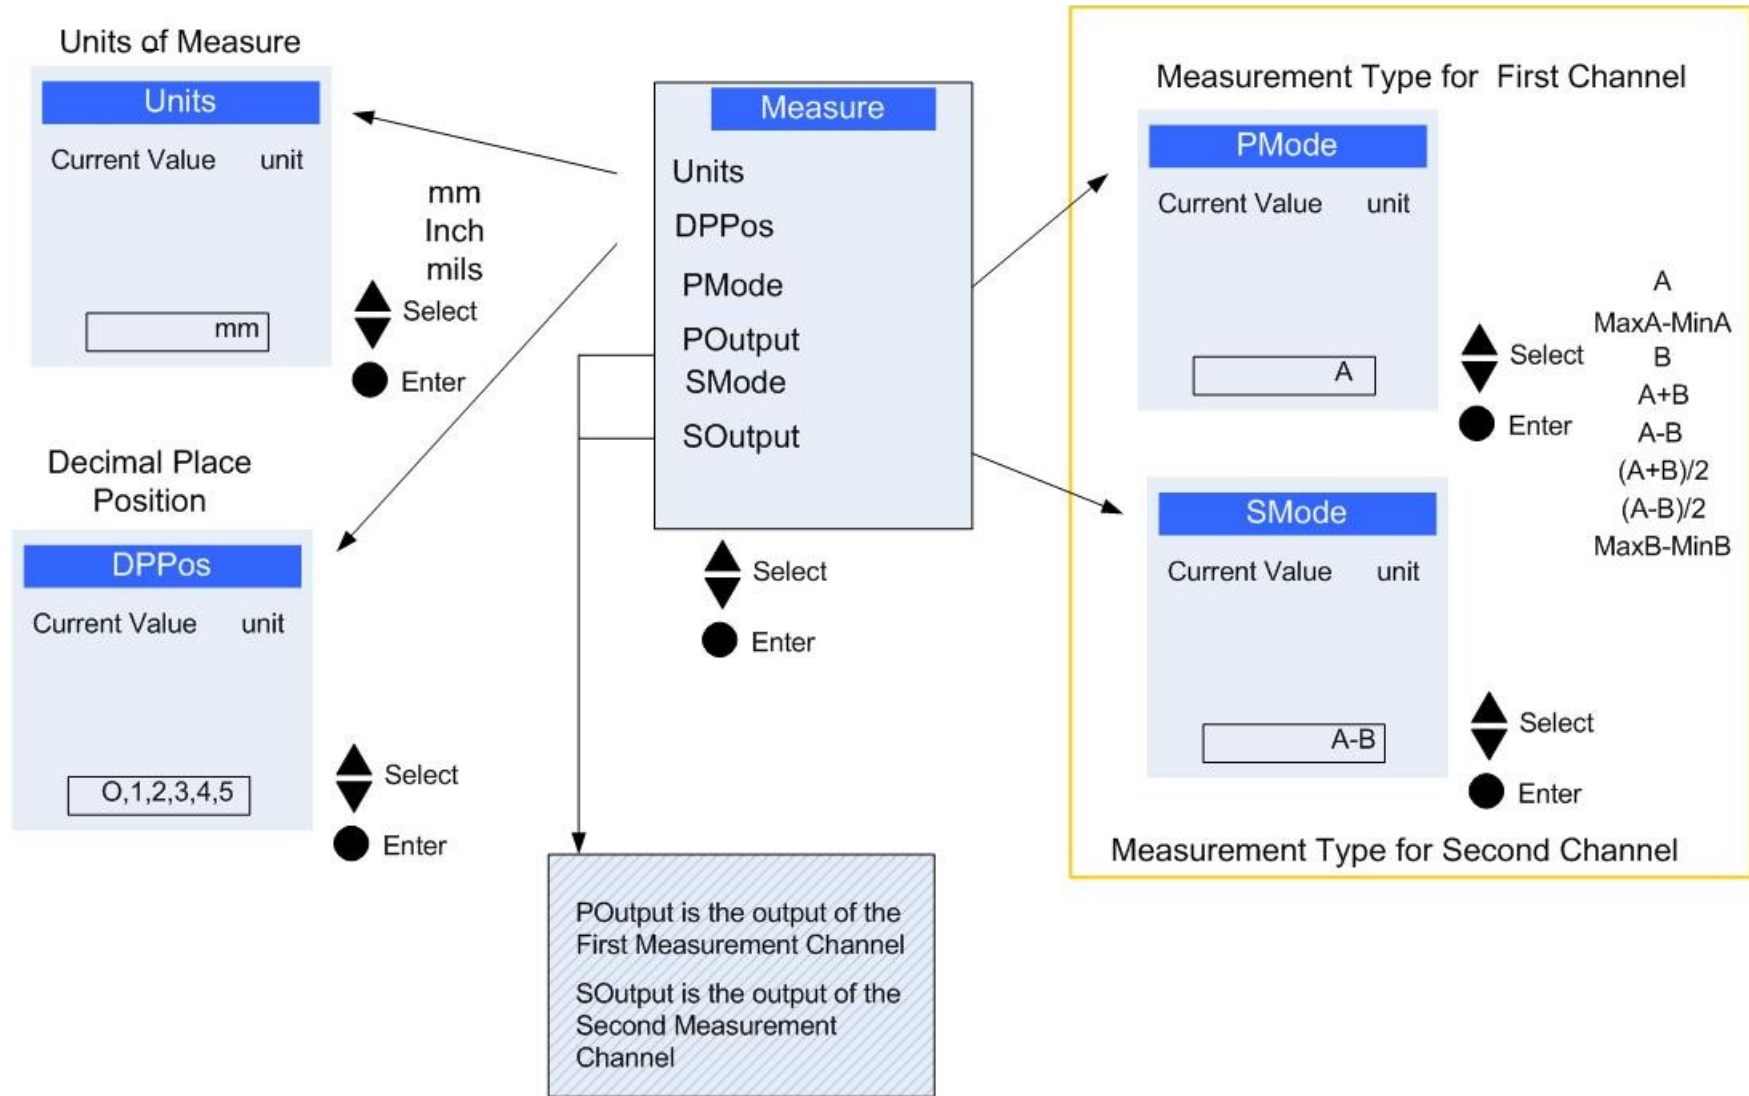 Units of Measure
Units
Current Value unit
mm
Inch
mils
mm
Select
Enter
Decimal Place
Position
DPPos
Current Value unit
O,1,2,3,4,5
Select
Enter
Measure
Units
DPPos
PMode
POutput
SMode
SOutput
Select
Enter
POutput is the output of the
First Measurement Channel
SOutput is the output of the
Second Measurement
Channel
Measurement Type for First Channel
PMode
Current Value unit
A
Select
Enter
A
MaxA-MinA
B
A+B
A-B
(A+B)/2
(A-B)/2
MaxB-MinB
SMode
Current Value unit
A-B
Select
Enter
Measurement Type for Second Channel